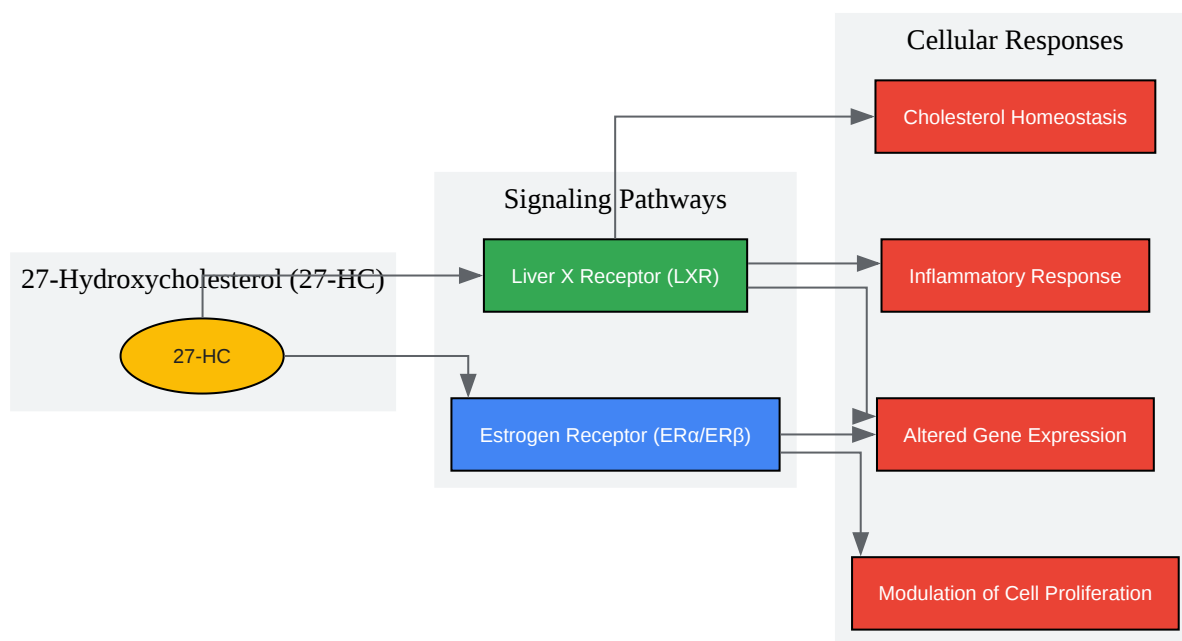 Cellular Responses
Cholesterol Homeostasis
Signaling Pathways
27-Hydroxycholesterol (27-HC)
Liver X Receptor (LXR)
Inflammatory Response
27-HC
Estrogen Receptor (ERα/ERβ)
Altered Gene Expression
Modulation of Cell Proliferation